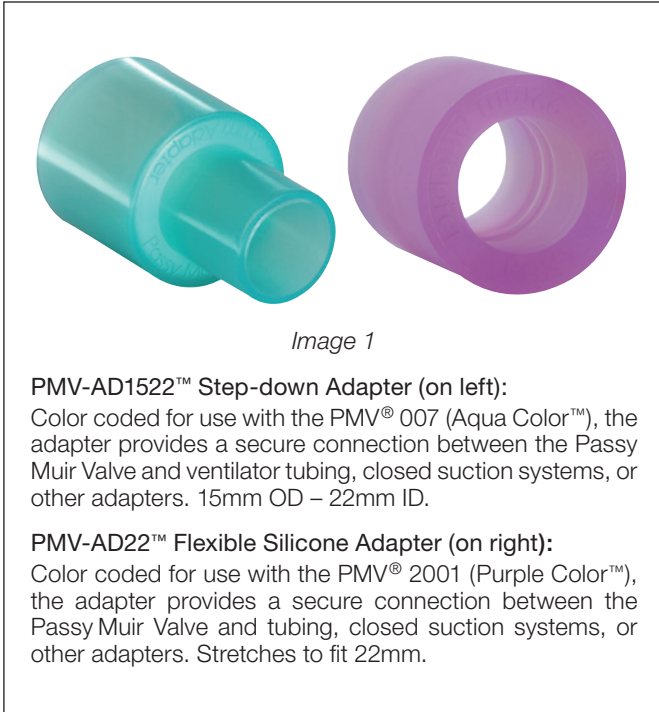 Adapter
Passy
Image 1
PMV-AD1522™ Step-down Adapter (on left):
Color coded for use with the PMV® 007 (Aqua Color™), the
adapter provides a secure connection between the Passy
Muir Valve and ventilator tubing, closed suction systems, or
other adapters. 15mm OD – 22mm ID.
PMV-AD22™ Flexible Silicone Adapter (on right):
Color coded for use with the PMV® 2001 (Purple Color™),
the adapter provides a secure connection between the
Passy Muir Valve and tubing, closed suction systems, or
other adapters. Stretches to fit 22mm.